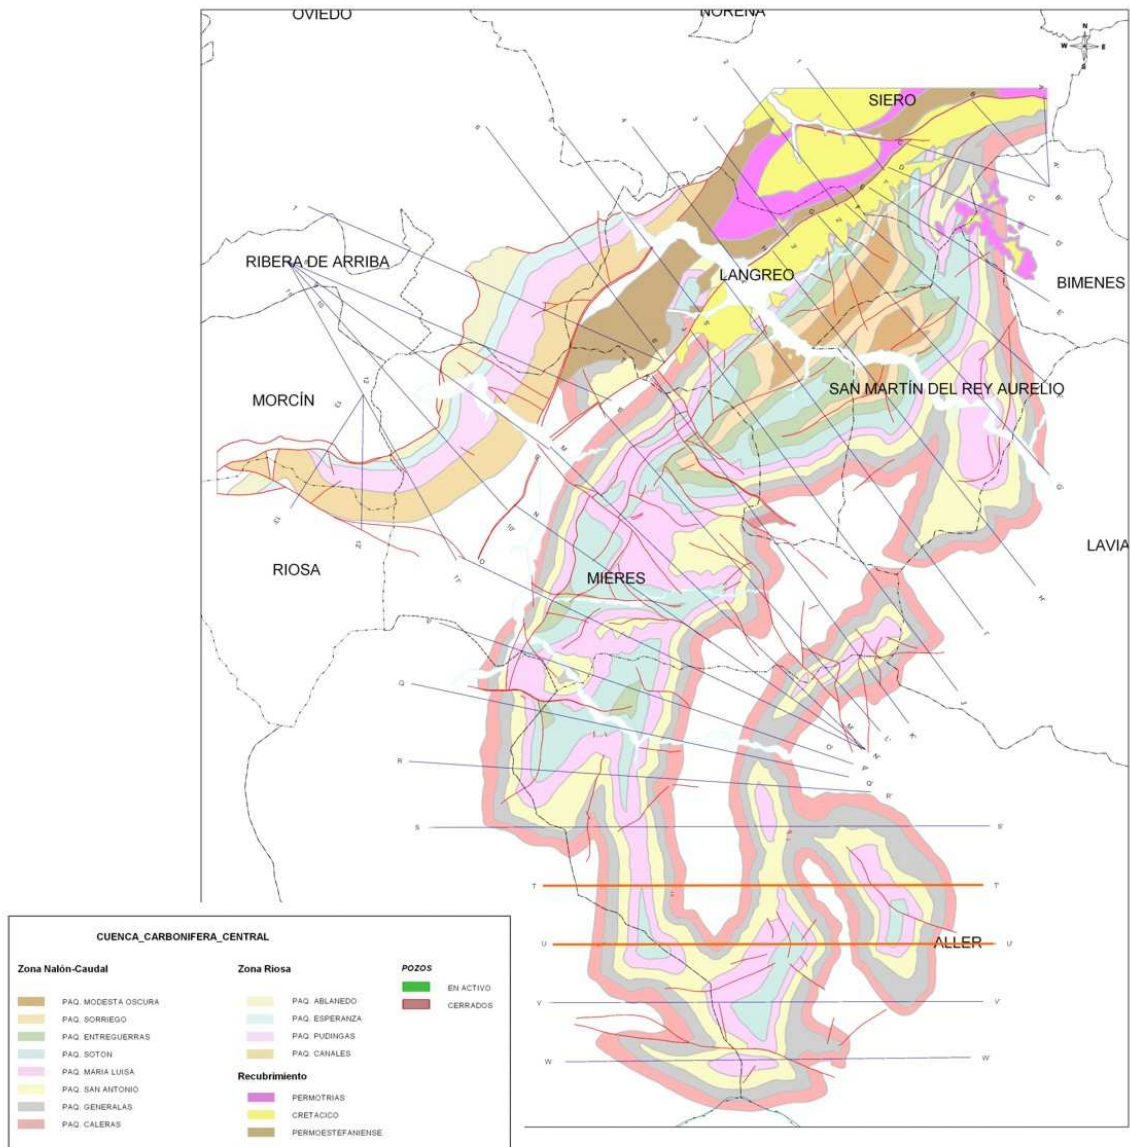 OVIEDO
NOREÑA
N
W E
S
SIERO
RIBERA DE ARRIBA
LANGREO
BIMENES
MORCÍN
SAN MARTÍN DEL REY AURELIO
RIOSA
MIERES
LAVIA
ALLER
Q
R
Q'
R'
S
S'
T
T'
U
U'
V
V'
W
W'
CUENCA_CARBONIFERA_CENTRAL
Zona Nalón-Caudal
PAQ. MODESTA OSCURA
PAQ. SORRIEGO
PAQ. ENTREGUERRAS
PAQ. SOTON
PAQ. MARIA LUISA
PAQ. SAN ANTONIO
PAQ. GENERALAS
PAQ. CALERAS
Zona Riosa
PAQ. ABLANEDO
PAQ. ESPERANZA
PAQ. PUDINGAS
PAQ. CANALES
Recubrimiento
PERMOTRIAS
CRETACICO
PERMOESTEFANIENSE
POZOS
EN ACTIVO
CERRADOS